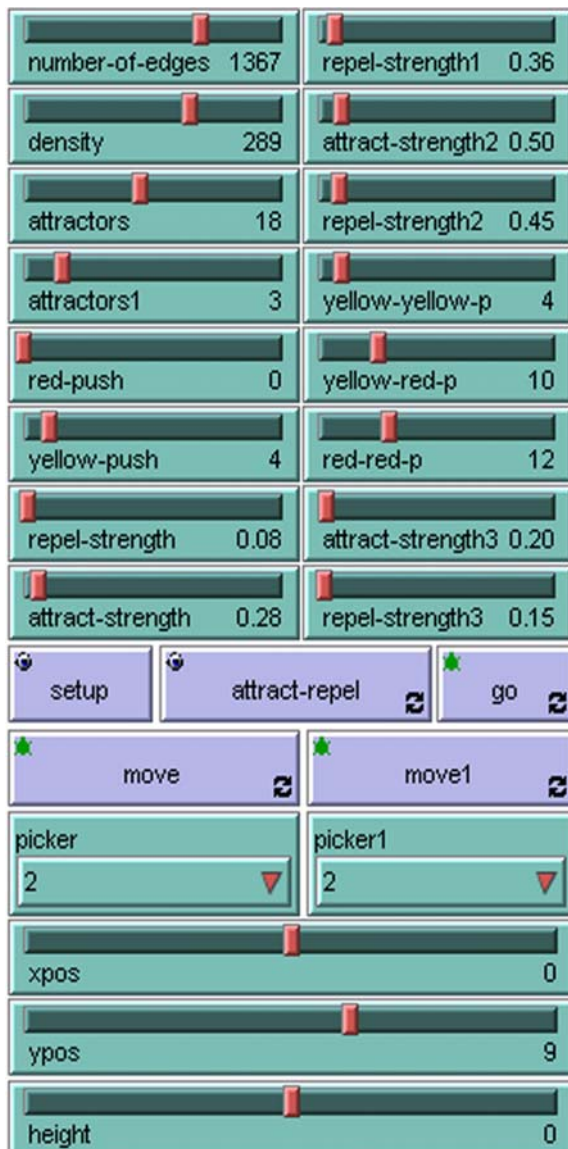 number-of-edges 1367 repel-strength1 0.36
density 289 attract-strength2 0.50
attractors 18 repel-strength2 0.45
attractors1 3 yellow-yellow-p 4
red-push 0 yellow-red-p 10
yellow-push 4 red-red-p 12
repel-strength 0.08 attract-strength3 0.20
attract-strength 0.28 repel-strength3 0.15
setup attract-repel go
move move1
picker picker1
2 2
xpos 0
ypos 9
height 0